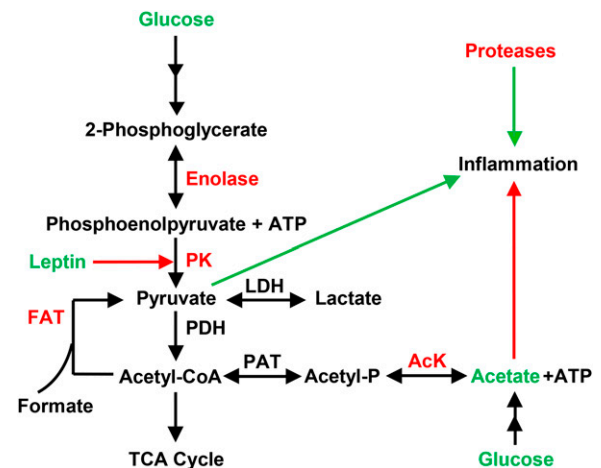 Glucose
Proteases
2-Phosphoglycerate
Inflammation
Enolase
Phosphoenolpyruvate + ATP
Leptin
PK
FAT
Pyruvate
LDH
Lactate
PDH
Acetyl-CoA
PAT
Acetyl-P
AcK
Acetate +ATP
Formate
TCA Cycle
Glucose